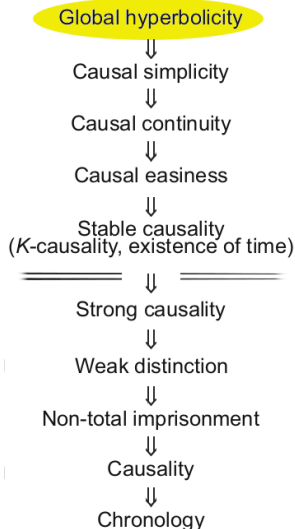 Global hyperbolicity
⇓
Causal simplicity
⇓
Causal continuity
⇓
Causal easiness
⇓
Stable causality
(K-causality, existence of time)
⇓
Strong causality
⇓
Weak distinction
⇓
Non-total imprisonment
⇓
Causality
⇓
Chronology